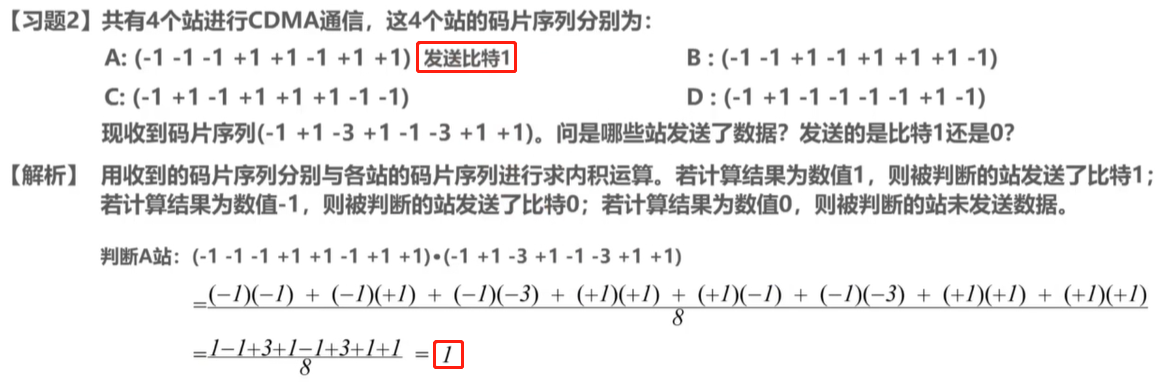 【习题2】共有4个站进行CDMA通信，这4个站的码片序列分别为：
A: (-1 -1 -1 +1 +1 -1 +1 +1) 发送比特1 B : (-1 -1 +1 -1 +1 +1 +1 -1)
C: (-1 +1 -1 +1 +1 +1 -1 -1) D : (-1 +1 -1 -1 -1 -1 +1 -1)
现收到码片序列(-1 +1 -3 +1 -1 -3 +1 +1)。问是哪些站发送了数据？发送的是比特1还是0？
【解析】 用收到的码片序列分别与各站的码片序列进行求内积运算。若计算结果为数值1，则被判断的站发送了比特1；
若计算结果为数值-1，则被判断的站发送了比特0；若计算结果为数值0，则被判断的站未发送数据。
判断A站：(-1 -1 -1 +1 +1 -1 +1 +1)•(-1 +1 -3 +1 -1 -3 +1 +1)
=(-1)(-1) + (-1)(+1) + (-1)(-3) + (+1)(+1) + (+1)(-1) + (-1)(-3) + (+1)(+1) + (+1)(+1)
8
=1-1+3+1-1+3+1+1 = 1
8